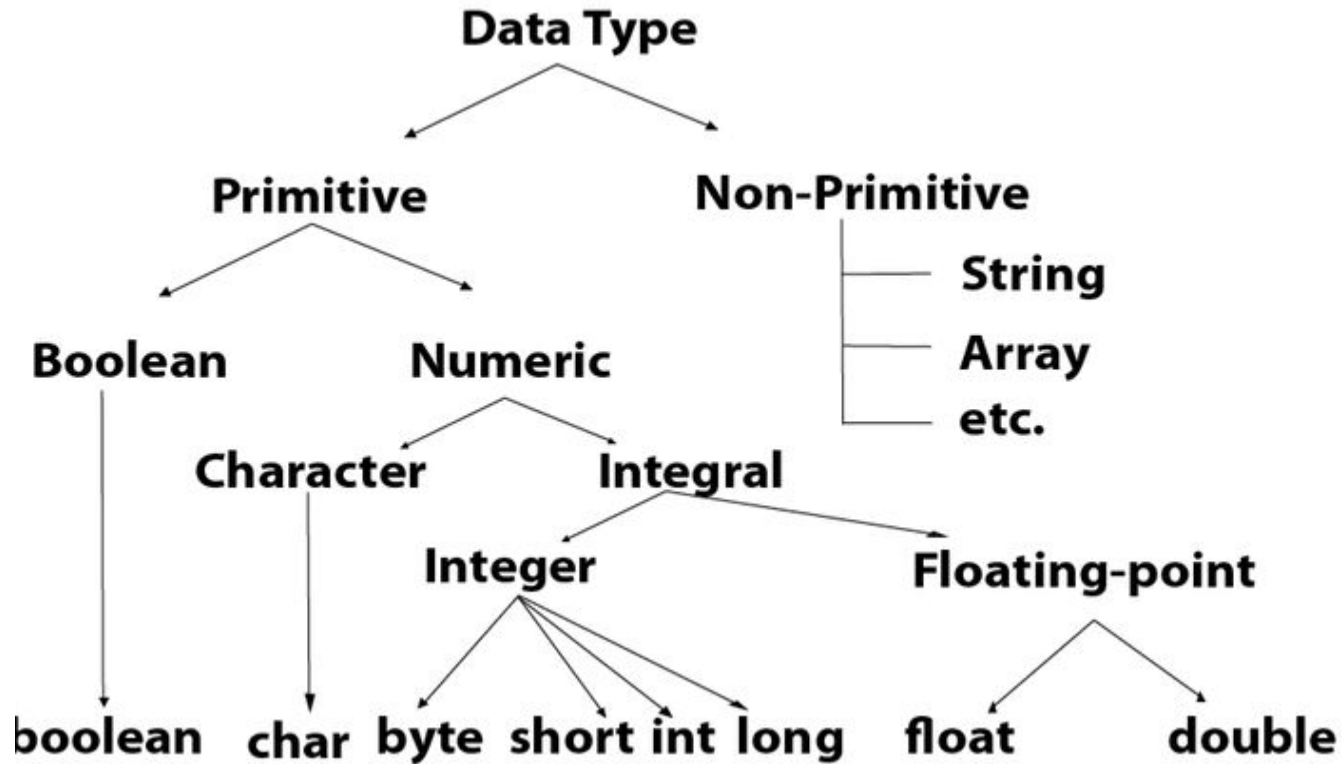 Data Type
Primitive
Non-Primitive
String
Array
etc.
Boolean
Numeric
Character
Integral
Integer
Floating-point
boolean
char
byte
short
int
long
float
double